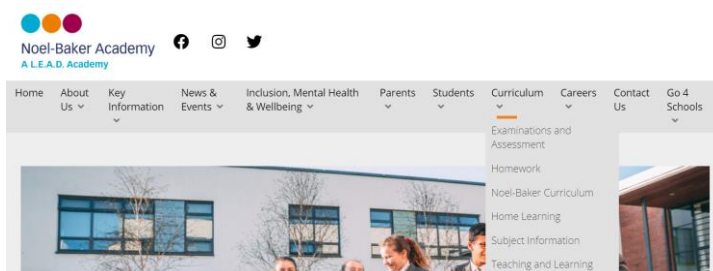 Noel-Baker Academy
A L.E.A.D. Academy
Home
About
Us
Key
Information
News &
Events
Inclusion, Mental Health
& Wellbeing
Parents
Students
Curriculum
Careers
Contact
Us
Go 4
Schools
Examinations and
Assessment
Homework
Noel-Baker Curriculum
Home Learning
Subject Information
Teaching and Learning